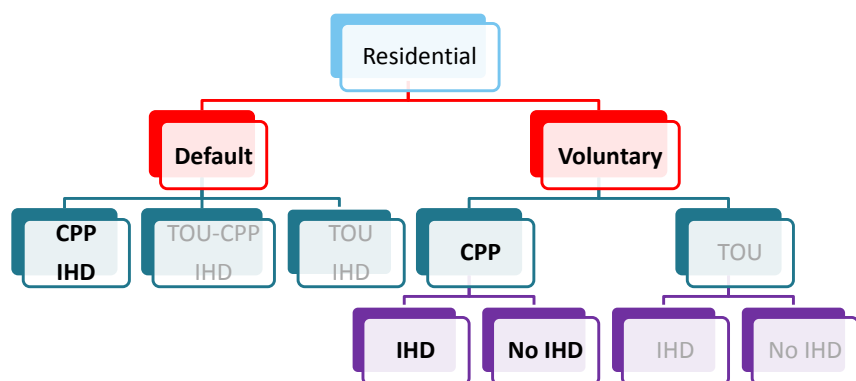 Residential
Default
Voluntary
CPP
IHD
TOU-CPP
IHD
TOU
IHD
CPP
TOU
IHD
No IHD
IHD
No IHD